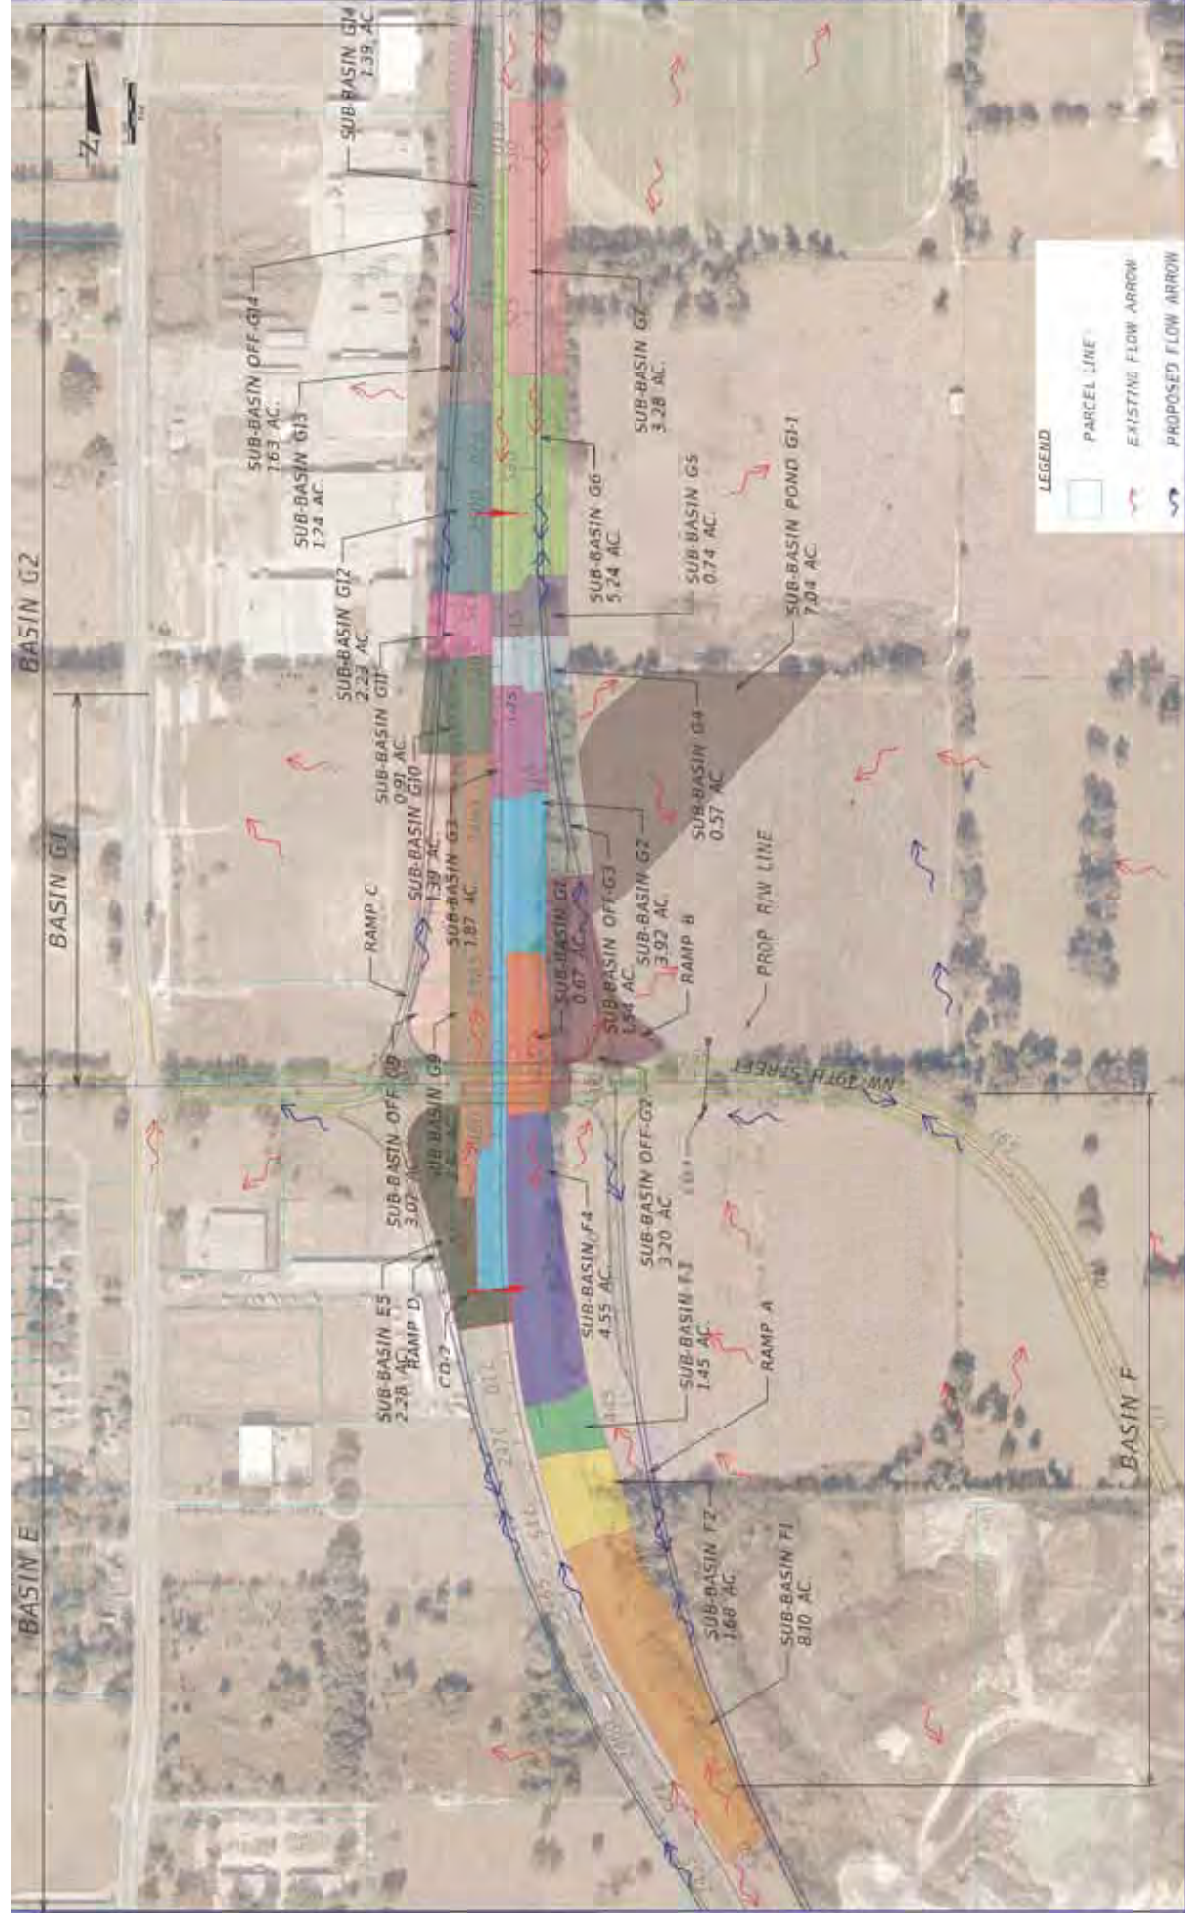 BASIN E
BASIN G1
BASIN G2
BASIN F
N
SUB-BASIN G14
1.39 AC.
SUB-BASIN OFF-G14
1.63 AC.
SUB-BASIN G13
1.24 AC.
SUB-BASIN G12
2.23 AC
SUB-BASIN G11
0.91 AC.
SUB-BASIN G10
1.39 AC.
SUB-BASIN G3
1.87 AC.
RAMP C
SUB-BASIN OFF-G9
3.02 AC
SUB-BASIN G9
SUB-BASIN E5
2.28 AC.
RAMP D
CD-2
SUB-BASIN G7
3.28 AC.
SUB-BASIN G6
5.24 AC.
SUB-BASIN G5
0.74 AC.
SUB-BASIN POND G1-1
7.04 AC.
SUB-BASIN G4
0.57 AC
SUB-BASIN G2
3.92 AC.
SUB-BASIN OFF-G3
1.54 AC.
SUB-BASIN G1
0.67 AC.
RAMP B
PROP R/W LINE
NW 49TH STREET
SUB-BASIN OFF-G2
3.20 AC
SUB-BASIN F4
4.55 AC.
SUB-BASIN F3
1.45 AC.
RAMP A
SUB-BASIN F2
1.68 AC.
SUB-BASIN F1
8.10 AC.
LEGEND
PARCEL LINE
EXISTING FLOW ARROW
PROPOSED FLOW ARROW